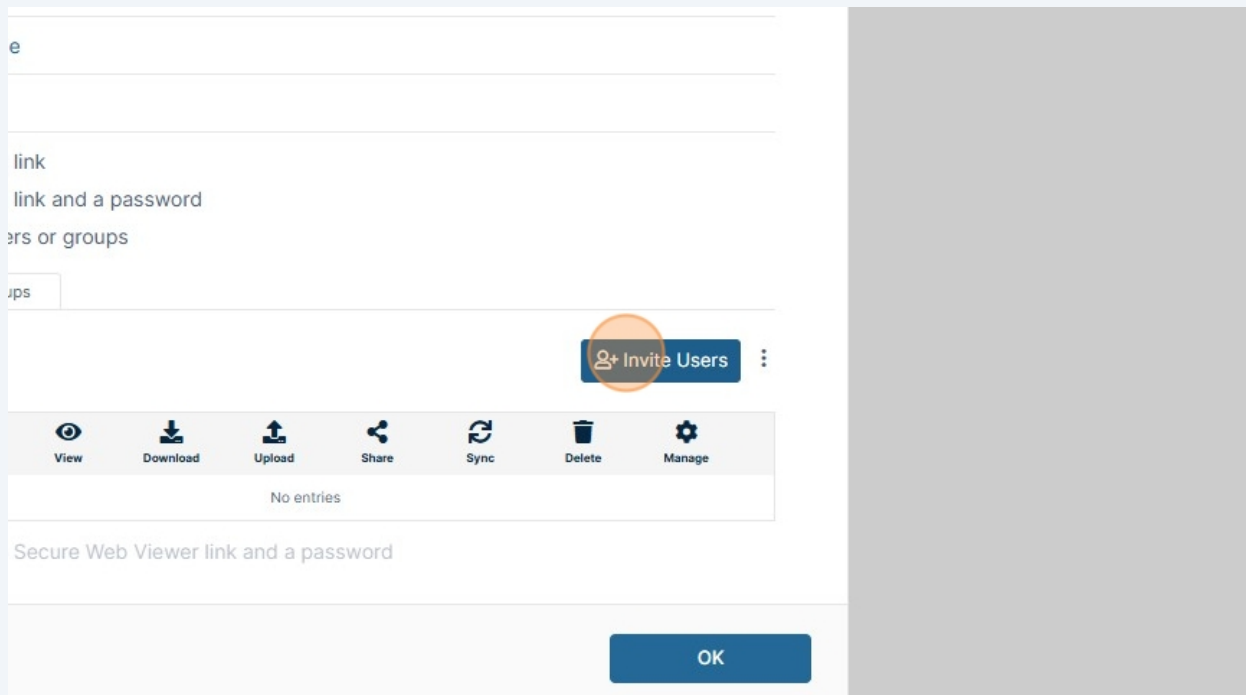 e
link
link and a password
ers or groups
ups
Invite Users
View Download Upload Share Sync Delete Manage
No entries
Secure Web Viewer link and a password
OK